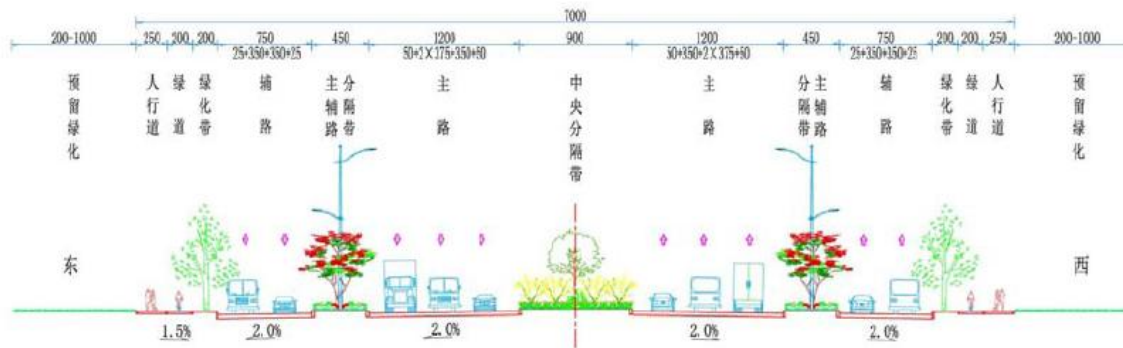 7000
200-1000 250 200 200 750 450 1200 900 1200 450 750 200 200 250 200-1000
25+350+350+25 50+2×375+350+50 50+350+2×375+50 25+350+350+25
预留绿化
人行道
绿道
绿化带
辅路
主辅路
分隔带
主路
中央分隔带
主路
分隔带
主辅路
辅路
绿化带
绿道
人行道
预留绿化
东
西
1.5% 2.0% 2.0% 2.0% 2.0%